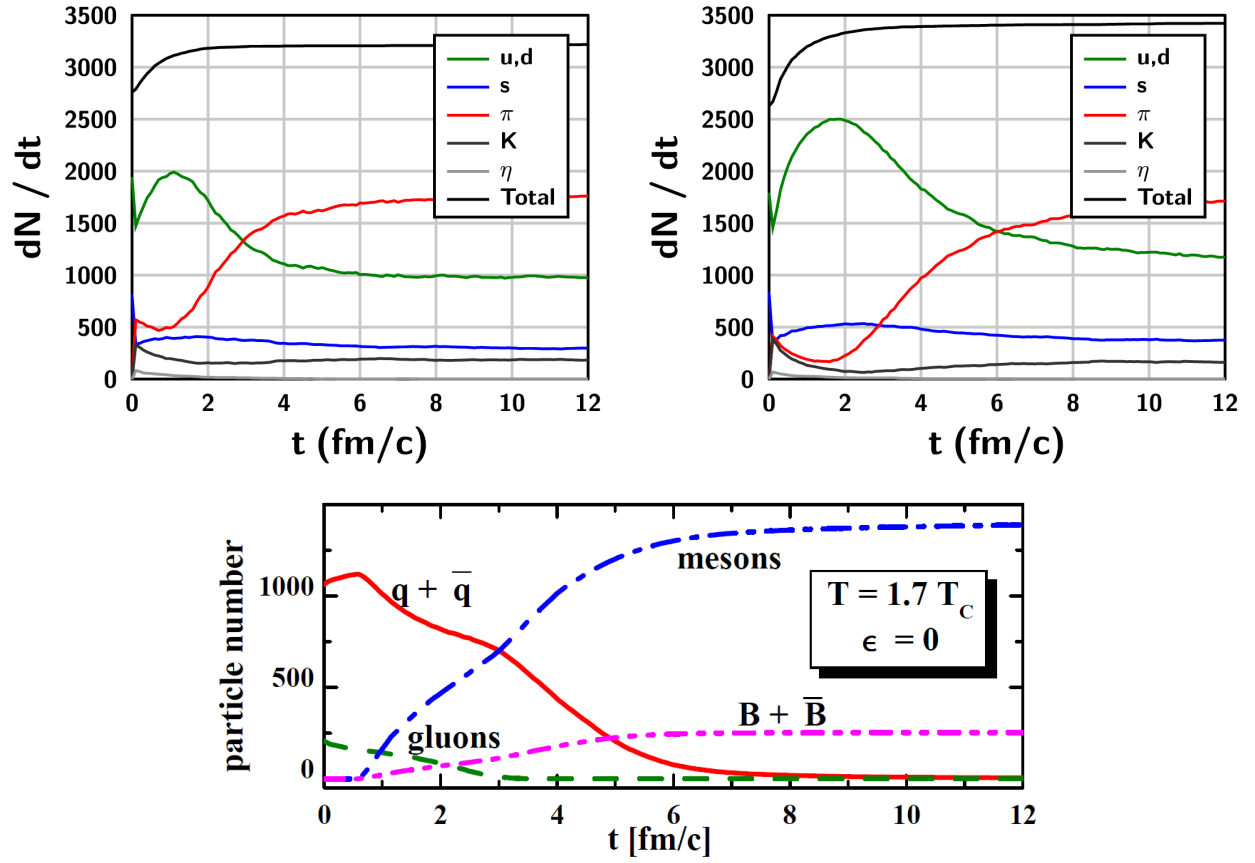 3500
3000
2500
2000
1500
1000
500
0
dN / dt
0 2 4 6 8 10 12
t (fm/c)
u,d
s
π
K
η
Total
3500
3000
2500
2000
1500
1000
500
0
dN / dt
0 2 4 6 8 10 12
t (fm/c)
u,d
s
π
K
η
Total
particle number
1000
500
0
q + q̅
mesons
gluons
B + B̅
T = 1.7 T_C
ϵ = 0
0 2 4 6 8 10 12
t [fm/c]